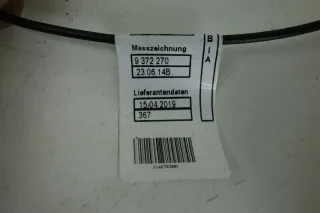 B I A
Masszeichnung
9 372 270
23.06.14B
Lieferantendaten
15-04.2019
367